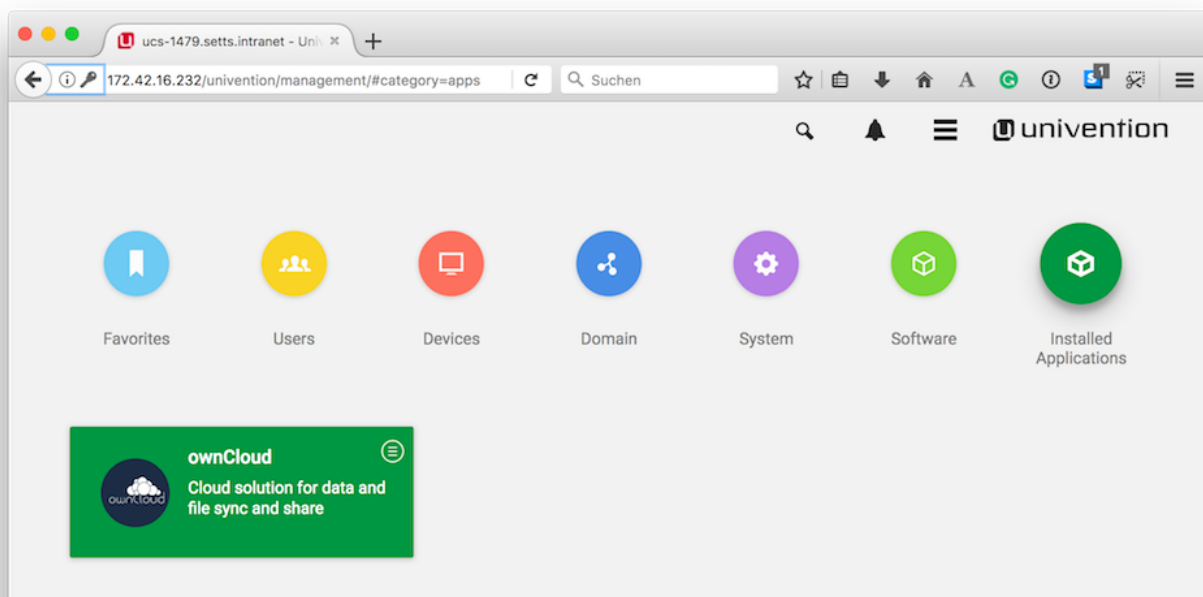 ucs-1479.setts.intranet - Univ
172.42.16.232/univention/management/#category=apps
Suchen
1
univention
Favorites
Users
Devices
Domain
System
Software
Installed
Applications
ownCloud
ownCloud
Cloud solution for data and
file sync and share